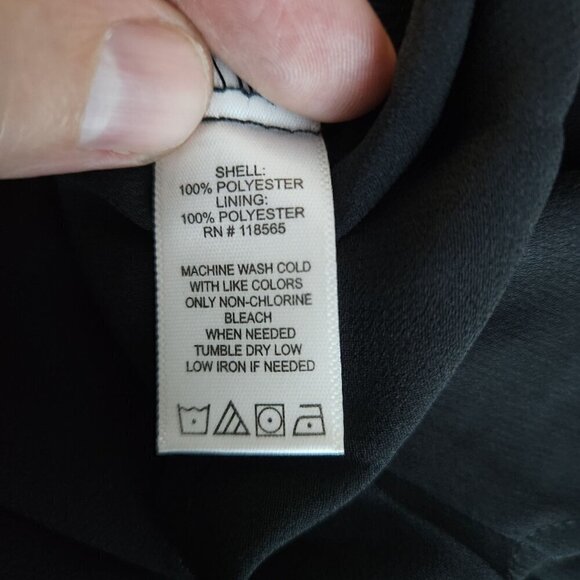 SHELL:
100% POLYESTER
LINING:
100% POLYESTER
RN # 118565
MACHINE WASH COLD
WITH LIKE COLORS
ONLY NON-CHLORINE
BLEACH
WHEN NEEDED
TUMBLE DRY LOW
LOW IRON IF NEEDED